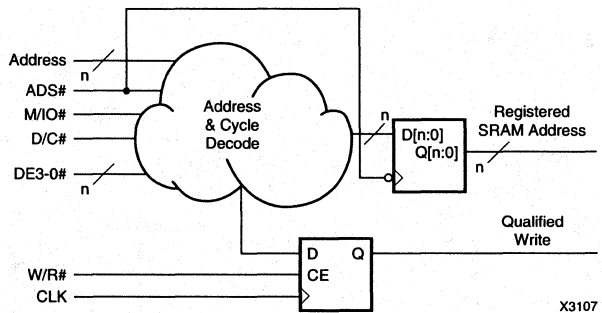 Address
n
ADS#
M/IO#
D/C#
DE3-0#
n
Address
& Cycle
Decode
n
D[n:0]
Q[n:0]
Registered
SRAM Address
n
Qualified
Write
D Q
CE
W/R#
CLK
X3107